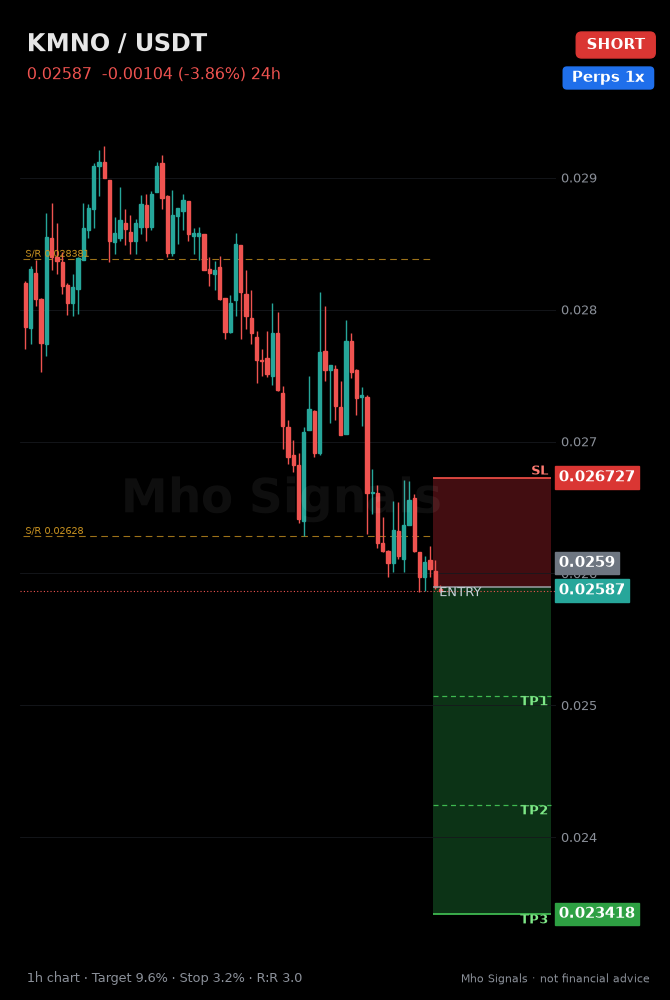 KMNO / USDT
SHORT
0.02587 -0.00104 (-3.86%) 24h
Perps 1x
0.029
S/R 0.028381
0.028
0.027
SL
0.026727
Mho Signals
S/R 0.02628
0.0259
0.026
0.02587
ENTRY
TP1
0.025
TP2
0.024
TP3
0.023418
1h chart · Target 9.6% · Stop 3.2% · R:R 3.0
Mho Signals · not financial advice